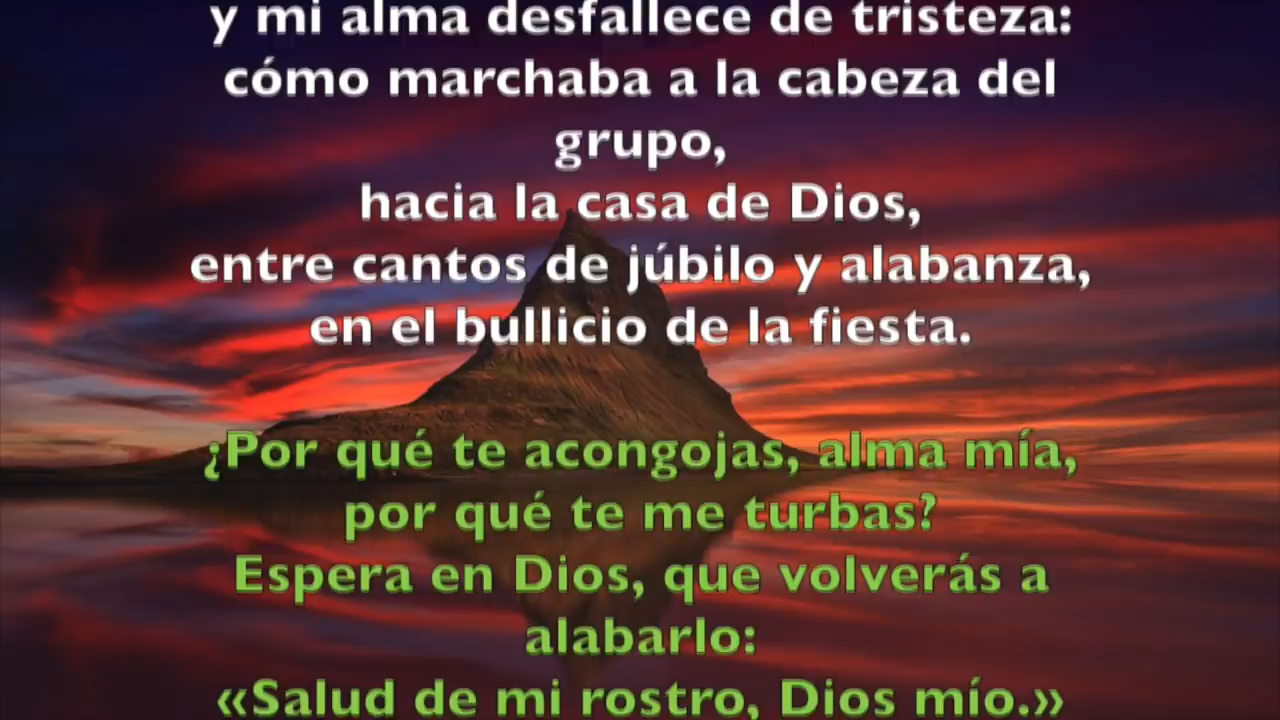 y mi alma desfallece de tristeza:
cómo marchaba a la cabeza del
grupo,
hacia la casa de Dios,
entre cantos de júbilo y alabanza,
en el bullicio de la fiesta.
¿Por qué te acongojas, alma mía,
por qué te me turbas?
Espera en Dios, que volverás a
alabarlo:
«Salud de mi rostro, Dios mío.»